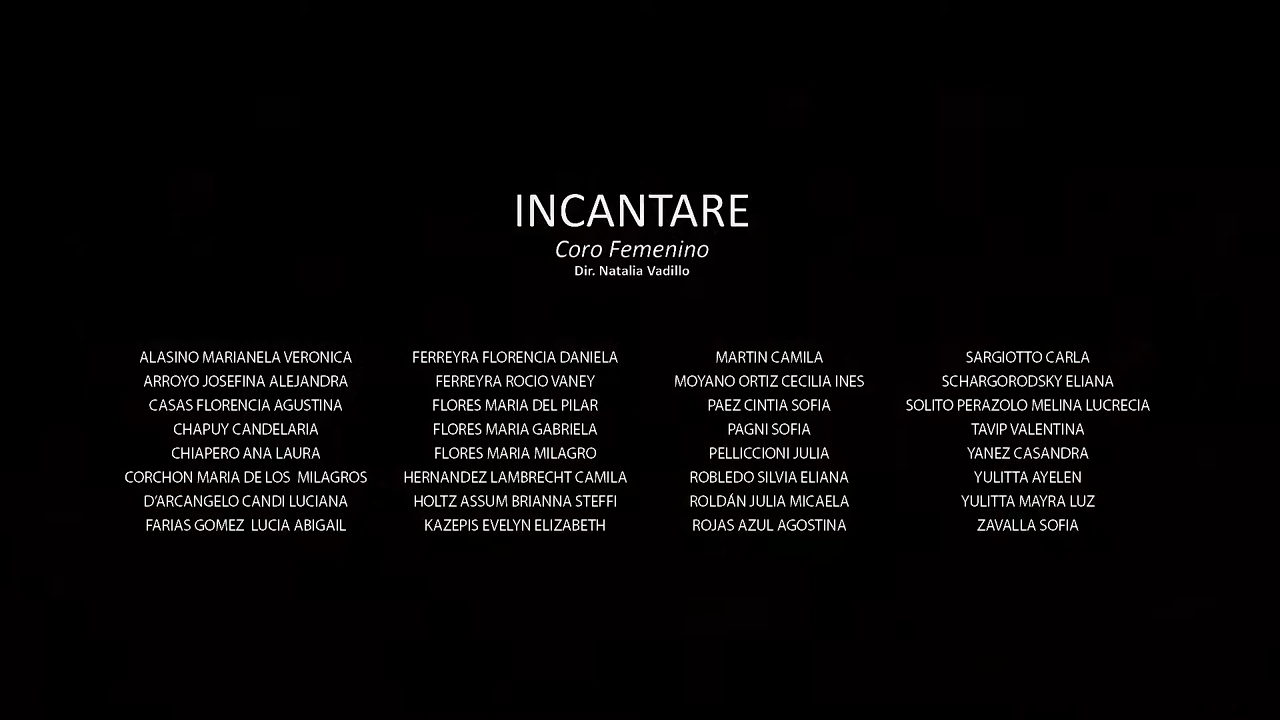 INCANTARE
Coro Femenino
Dir. Natalia Vadillo
ALASINO MARIANELA VERONICA
ARROYO JOSEFINA ALEJANDRA
CASAS FLORENCIA AGUSTINA
CHAPUY CANDELARIA
CHIAPERO ANA LAURA
CORCHON MARIA DE LOS  MILAGROS
D’ARCANGELO CANDI LUCIANA
FARIAS GOMEZ  LUCIA ABIGAIL
FERREYRA FLORENCIA DANIELA
FERREYRA ROCIO VANEY
FLORES MARIA DEL PILAR
FLORES MARIA GABRIELA
FLORES MARIA MILAGRO
HERNANDEZ LAMBRECHT CAMILA
HOLTZ ASSUM BRIANNA STEFFI
KAZEPIS EVELYN ELIZABETH
MARTIN CAMILA
MOYANO ORTIZ CECILIA INES
PAEZ CINTIA SOFIA
PAGNI SOFIA
PELLICCIONI JULIA
ROBLEDO SILVIA ELIANA
ROLDÁN JULIA MICAELA
ROJAS AZUL AGOSTINA
SARGIOTTO CARLA
SCHARGORODSKY ELIANA
SOLITO PERAZOLO MELINA LUCRECIA
TAVIP VALENTINA
YANEZ CASANDRA
YULITTA AYELEN
YULITTA MAYRA LUZ
ZAVALLA SOFIA